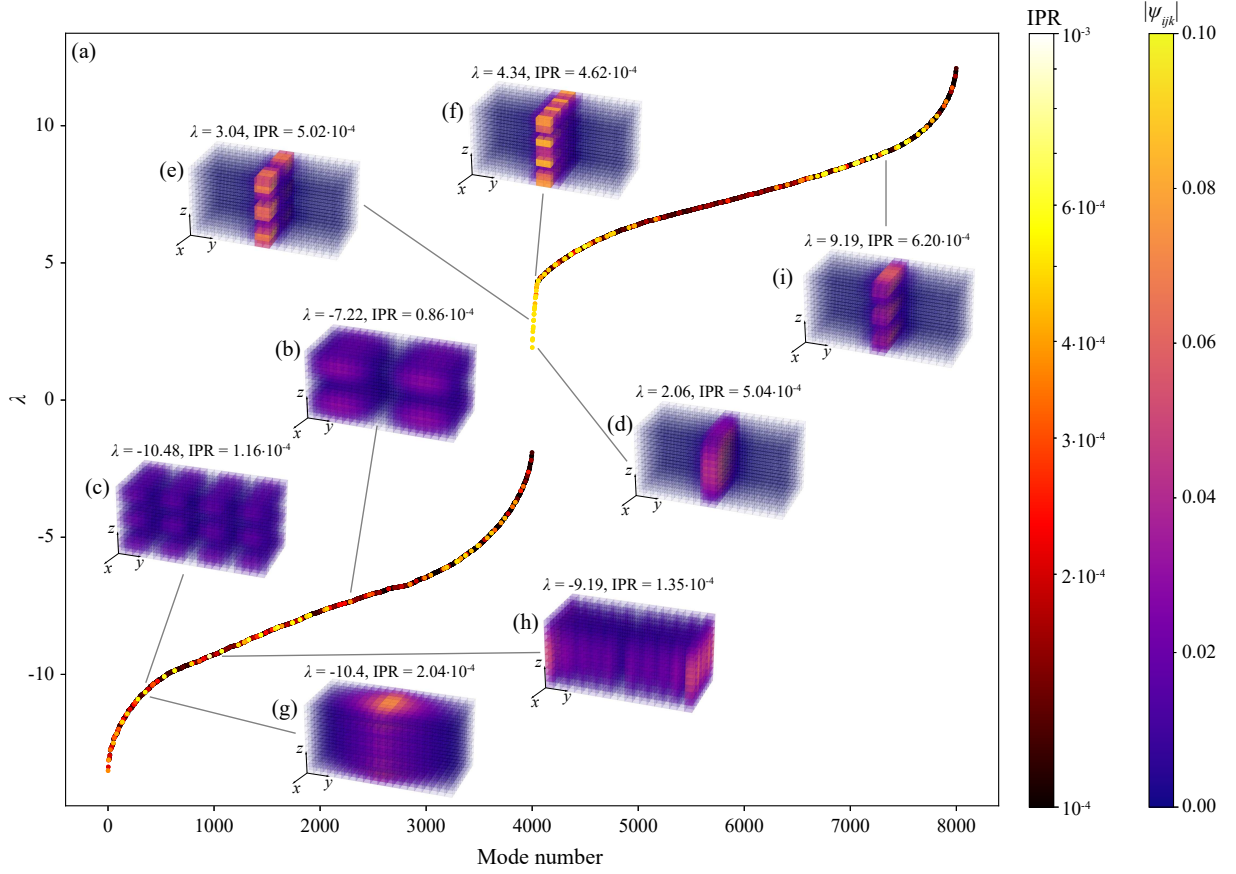 (a)
IPR
|ψijk|
λ = 4.34, IPR = 4.62·10-4
(f)
z
x
y
λ = 3.04, IPR = 5.02·10-4
(e)
z
x
y
λ = 9.19, IPR = 6.20·10-4
(i)
z
x
y
λ = -7.22, IPR = 0.86·10-4
(b)
z
x
y
λ = 2.06, IPR = 5.04·10-4
(d)
z
x
y
λ = -10.48, IPR = 1.16·10-4
(c)
z
x
y
λ = -9.19, IPR = 1.35·10-4
(h)
z
x
y
λ = -10.4, IPR = 2.04·10-4
(g)
z
x
y
10
5
0
-5
-10
λ
0
1000
2000
3000
4000
5000
6000
7000
8000
Mode number
10-3
6·10-4
4·10-4
3·10-4
2·10-4
10-4
0.10
0.08
0.06
0.04
0.02
0.00